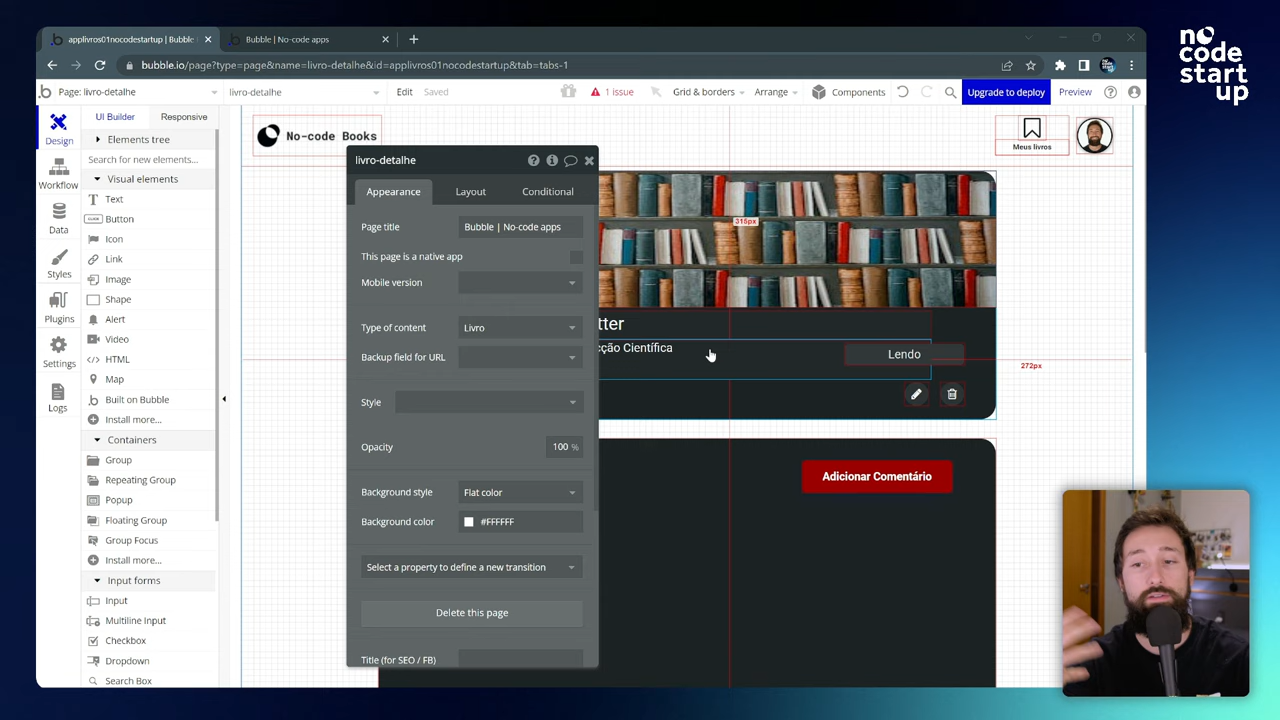 no
code
start
up
applivros01nocodestartup | Bubble
Bubble | No-code apps
bubble.io/page?type=page&name=livro-detalhe&id=applivros01nocodestartup&tab=tabs-1
Page: livro-detalhe
livro-detalhe
Edit
Saved
1 issue
Grid & borders
Arrange
Components
Upgrade to deploy
Preview
Design
Workflow
Data
Styles
Plugins
Settings
Logs
UI Builder
Responsive
Elements tree
Search for new elements...
Visual elements
Text
Button
Icon
Link
Image
Shape
Alert
Video
HTML
Map
Built on Bubble
Install more...
Containers
Group
Repeating Group
Popup
Floating Group
Group Focus
Install more...
Input forms
Input
Multiline Input
Checkbox
Dropdown
Search Box
No-code Books
Meus livros
livro-detalhe
Appearance
Layout
Conditional
Page title
Bubble | No-code apps
This page is a native app
Mobile version
Type of content
Livro
Backup field for URL
Style
Opacity
100 %
Background style
Flat color
Background color
#FFFFFF
Select a property to define a new transition
Delete this page
Title (for SEO / FB)
315px
tter
cção Científica
Lendo
272px
Adicionar Comentário